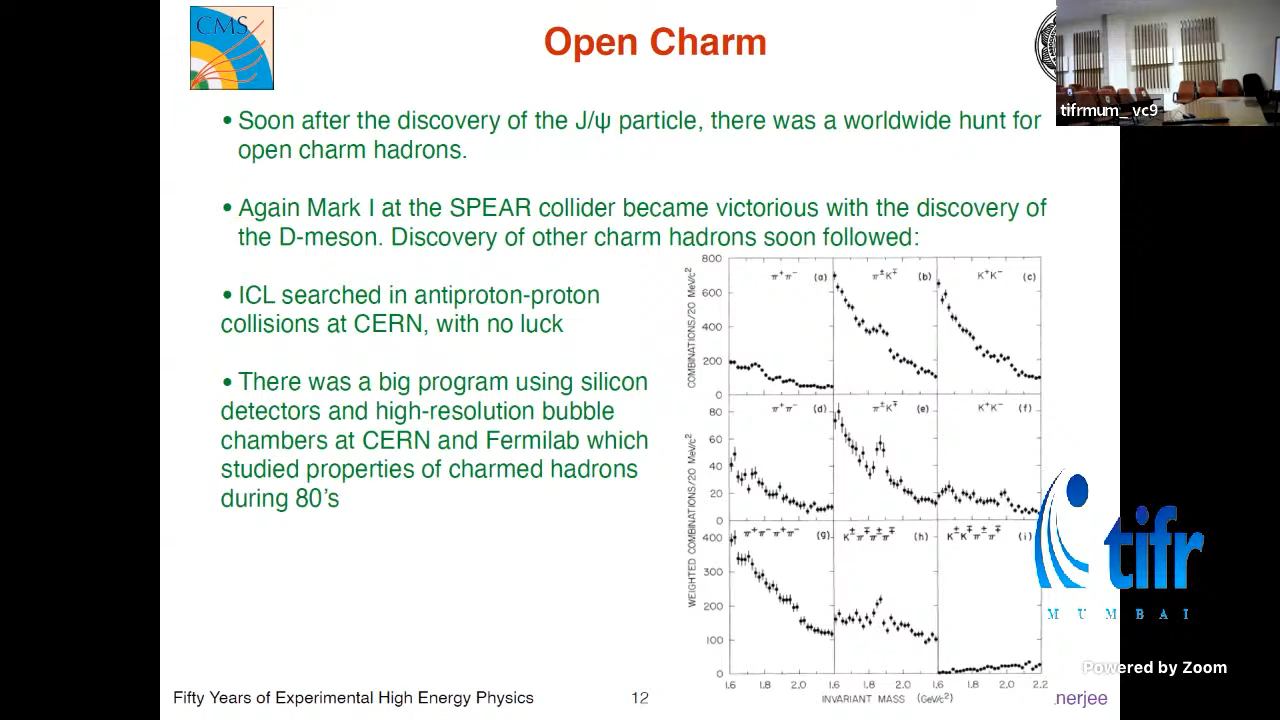 CMS
Open Charm
tifrmum_ vc9
• Soon after the discovery of the J/ψ particle, there was a worldwide hunt for
open charm hadrons.
• Again Mark I at the SPEAR collider became victorious with the discovery of
the D-meson. Discovery of other charm hadrons soon followed:
• ICL searched in antiproton-proton
collisions at CERN, with no luck
• There was a big program using silicon
detectors and high-resolution bubble
chambers at CERN and Fermilab which
studied properties of charmed hadrons
during 80's
COMBINATIONS/20 MeV/c²
800
600
400
200
0
π⁺π⁻ (a)
π±K∓ (b)
K⁺K⁻ (c)
WEIGHTED COMBINATIONS/20 MeV/c²
80
60
40
20
0
π⁺π⁻ (d)
π±K∓ (e)
K⁺K⁻ (f)
400
300
200
100
0
π⁺π⁻π⁺π⁻ (g)
K±π∓π±π∓ (h)
K±K∓π±π∓ (i)
1.6 1.8 2.0 1.6 1.8 2.0 1.6 1.8 2.0 2.2
INVARIANT MASS (GeV/c²)
tifr
MUMBAI
Powered by Zoom
Fifty Years of Experimental High Energy Physics 12 nerjee